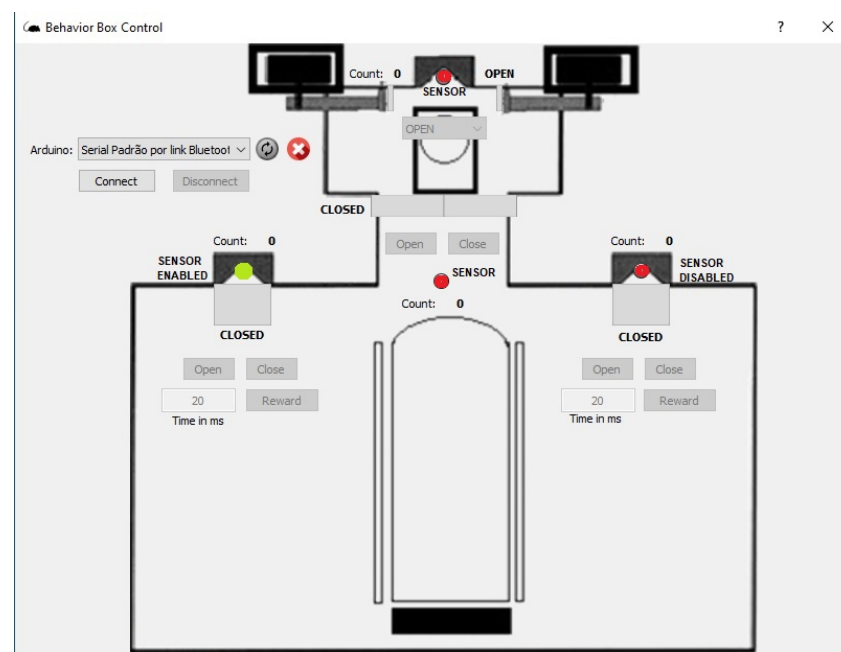 Behavior Box Control
Count: 0
OPEN
SENSOR
OPEN
Arduino: Serial Padrão por link Bluetoot
Connect Disconnect
CLOSED
Open Close
Count: 0
SENSOR
ENABLED
CLOSED
Open Close
20 Reward
Time in ms
SENSOR
Count: 0
Count: 0
SENSOR
DISABLED
CLOSED
Open Close
20 Reward
Time in ms